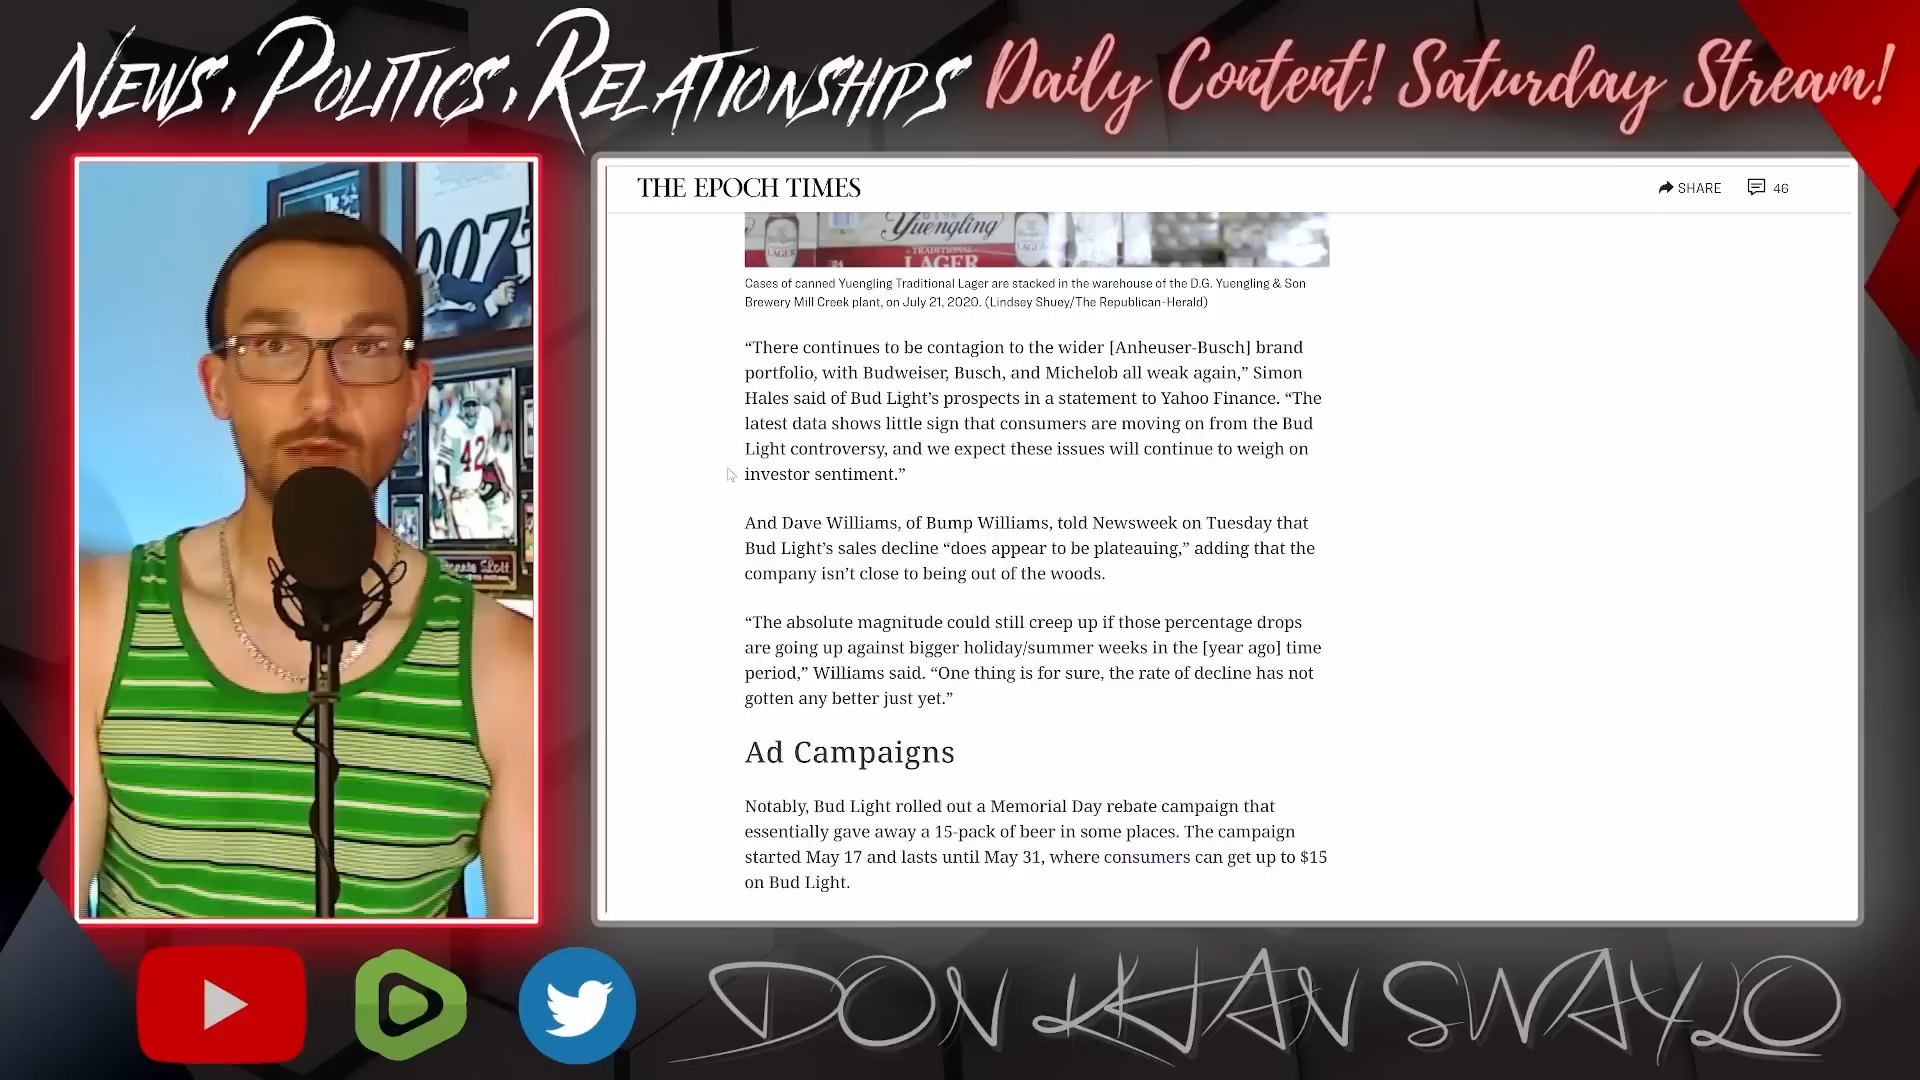 NEWS, POLITICS, RELATIONSHIPS
Daily Content! Saturday Stream!
007
42
THE EPOCH TIMES
SHARE
46
Yuengling
TRADITIONAL
LAGER
LAGER
24
Cases of canned Yuengling Traditional Lager are stacked in the warehouse of the D.G. Yuengling & Son
Brewery Mill Creek plant, on July 21, 2020. (Lindsey Shuey/The Republican-Herald)
“There continues to be contagion to the wider [Anheuser-Busch] brand
portfolio, with Budweiser, Busch, and Michelob all weak again,” Simon
Hales said of Bud Light’s prospects in a statement to Yahoo Finance. “The
latest data shows little sign that consumers are moving on from the Bud
Light controversy, and we expect these issues will continue to weigh on
investor sentiment.”
And Dave Williams, of Bump Williams, told Newsweek on Tuesday that
Bud Light’s sales decline “does appear to be plateauing,” adding that the
company isn’t close to being out of the woods.
“The absolute magnitude could still creep up if those percentage drops
are going up against bigger holiday/summer weeks in the [year ago] time
period,” Williams said. “One thing is for sure, the rate of decline has not
gotten any better just yet.”
Ad Campaigns
Notably, Bud Light rolled out a Memorial Day rebate campaign that
essentially gave away a 15-pack of beer in some places. The campaign
started May 17 and lasts until May 31, where consumers can get up to $15
on Bud Light.
DON KHAN SWAYLO